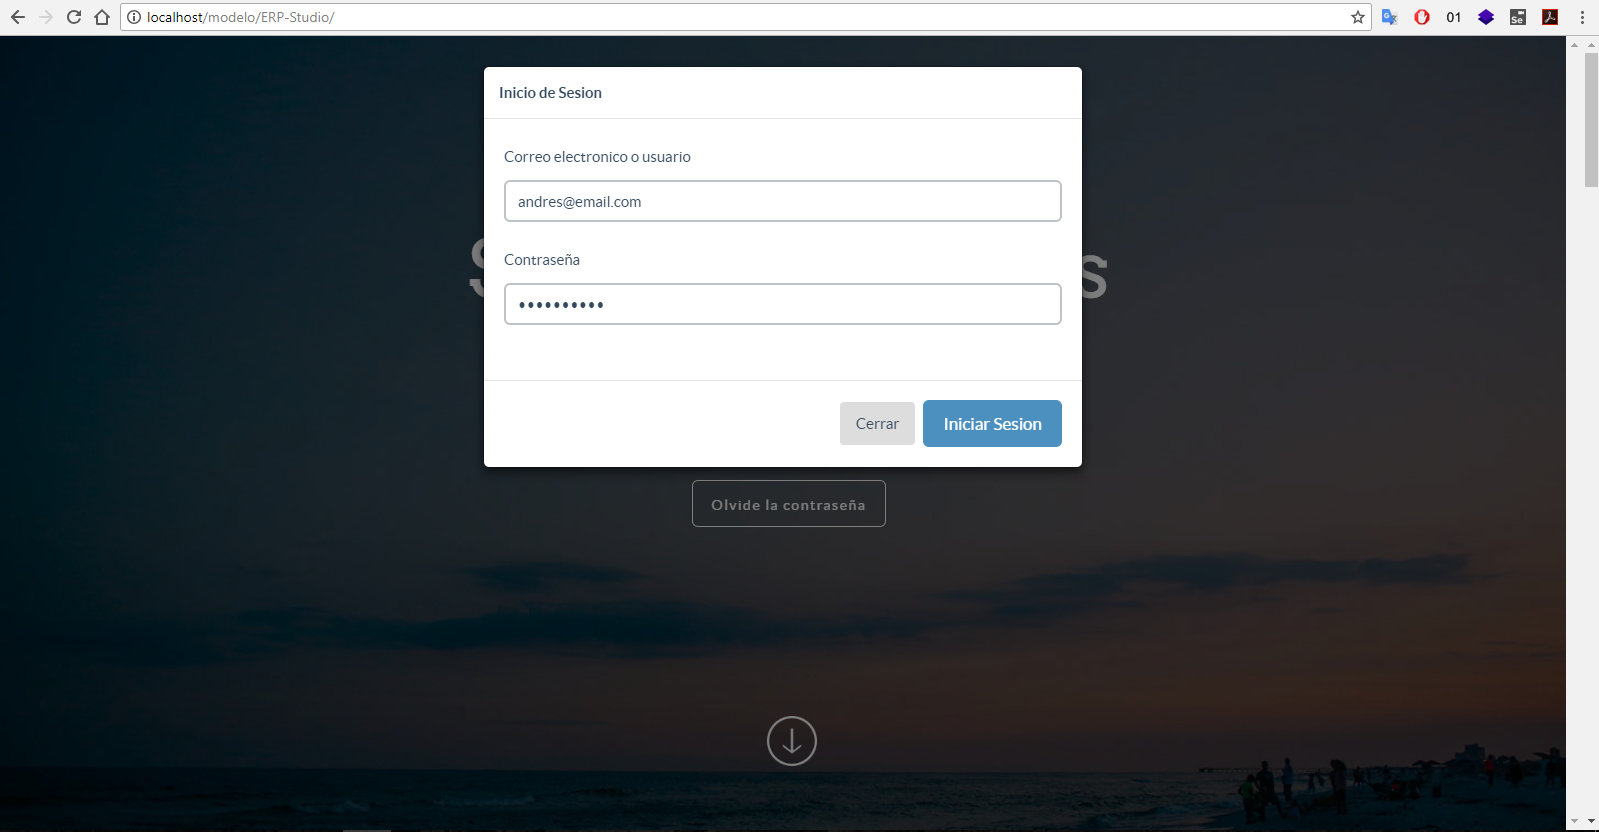 localhost/modelo/ERP-Studio/
01
Se
Inicio de Sesion
Correo electronico o usuario
andres@email.com
Contraseña
••••••••••
Cerrar
Iniciar Sesion
Olvide la contraseña